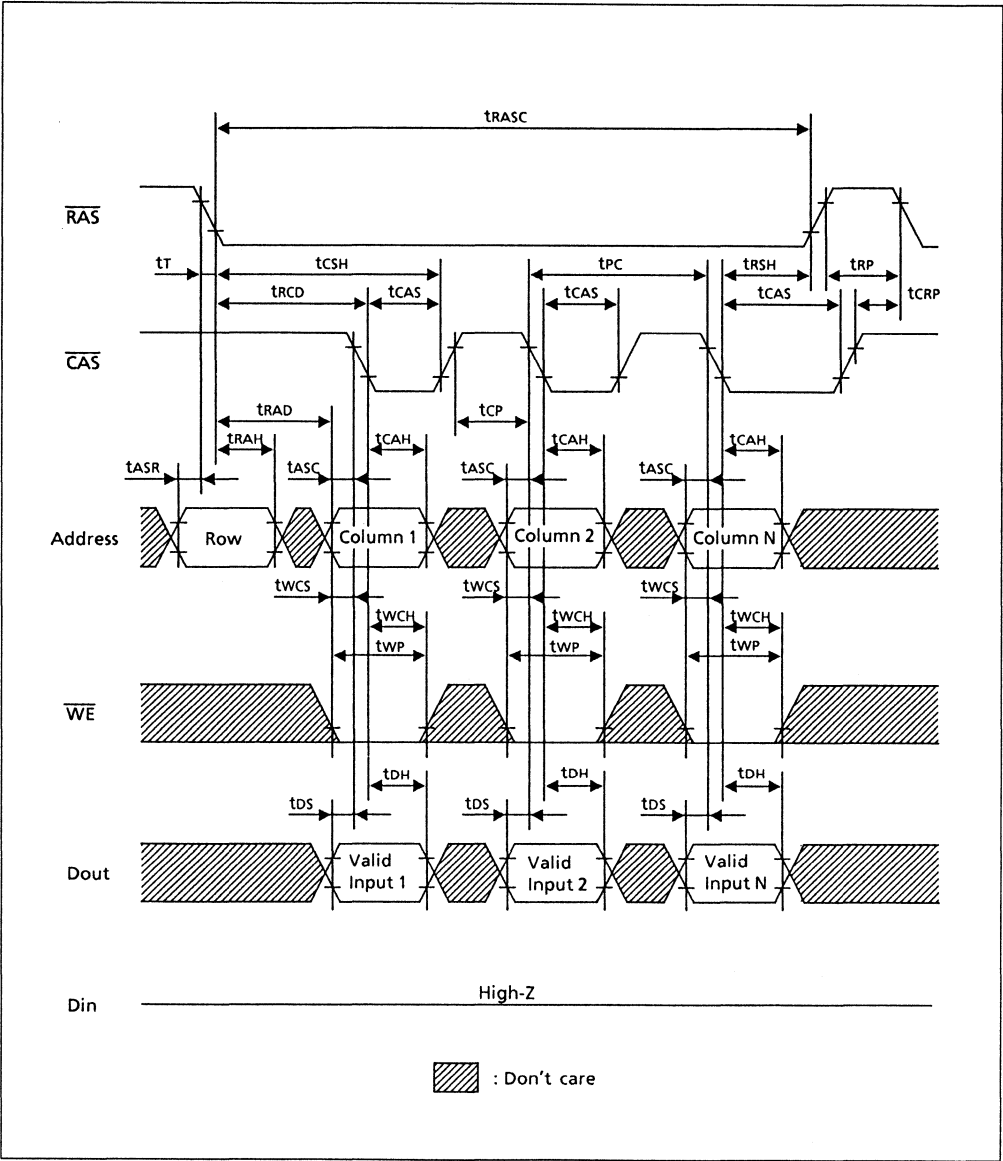 tRASC
RAS
tT
tCSH
tPC
tRSH
tRP
tRCD
tCAS
tCAS
tCAS
tCRP
CAS
tRAD
tCP
tRAH
tCAH
tCAH
tCAH
tASR
tASC
tASC
tASC
Address
Row
Column 1
Column 2
Column N
tWCS
tWCS
tWCS
tWCH
tWCH
tWCH
tWP
tWP
tWP
WE
tDH
tDH
tDH
tDS
tDS
tDS
Dout
Valid
Input 1
Valid
Input 2
Valid
Input N
Din
High-Z
: Don't care